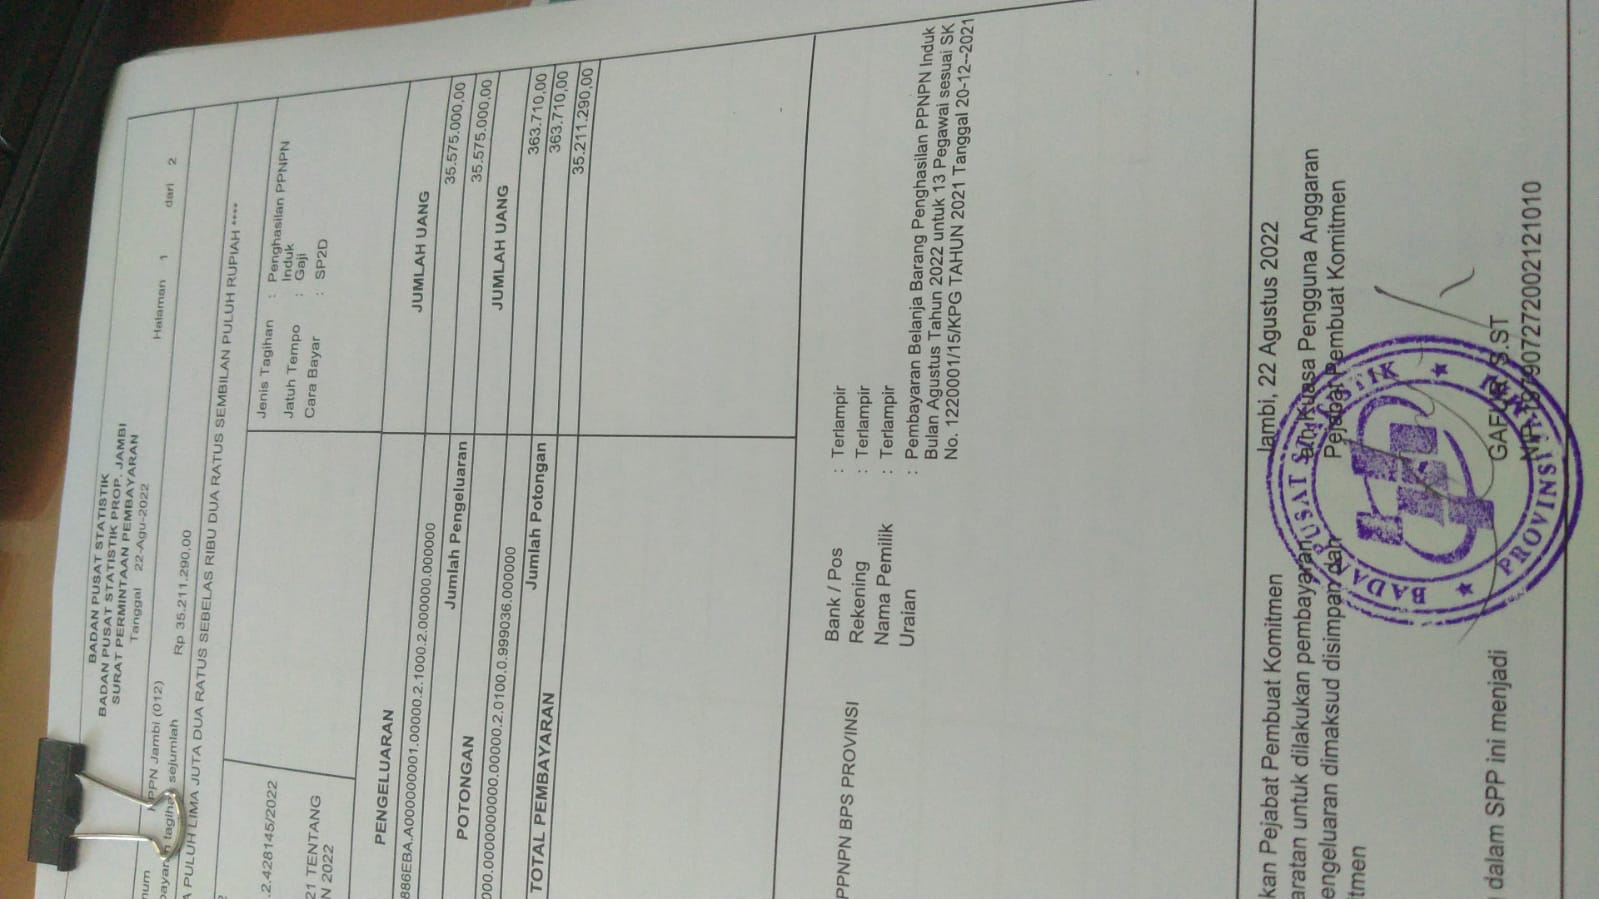 BADAN PUSAT STATISTIK
BADAN PUSAT STATISTIK PROP. JAMBI
SURAT PERMINTAAN PEMBAYARAN
Tanggal 22-Agu-2022
Halaman 1 dari 2
KPPN Jambi (012)
sejumlah Rp 35.211.290,00
PULUH LIMA JUTA DUA RATUS SEBELAS RIBU DUA RATUS SEMBILAN PULUH RUPIAH ****
.2.428145/2022
21 TENTANG
N 2022
Jenis Tagihan : Penghasilan PPNPN
Induk
Jatuh Tempo : Gaji
Cara Bayar : SP2D
PENGELUARAN JUMLAH UANG
886EBA.A000000001.00000.2.1000.2.000000.000000 35.575.000,00
Jumlah Pengeluaran 35.575.000,00
POTONGAN JUMLAH UANG
000.0000000000.00000.2.0100.0.999036.000000 363.710,00
Jumlah Potongan 363.710,00
TOTAL PEMBAYARAN 35.211.290,00
PPNPN BPS PROVINSI
Bank / Pos : Terlampir
Rekening : Terlampir
Nama Pemilik : Terlampir
Uraian : Pembayaran Belanja Barang Penghasilan PPNPN Induk
Bulan Agustus Tahun 2022 untuk 13 Pegawai sesuai SK
No. 1220001/15/KPG TAHUN 2021 Tanggal 20-12--2021
kan Pejabat Pembuat Komitmen
aratan untuk dilakukan pembayaran
engeluaran dimaksud disimpan oleh
tmen
dalam SPP ini menjadi
Jambi, 22 Agustus 2022
an. Kuasa Pengguna Anggaran
Pejabat Pembuat Komitmen
GAFUR, S.ST
NIP. 197907272002121010
BADAN PUSAT STATISTIK
PROVINSI